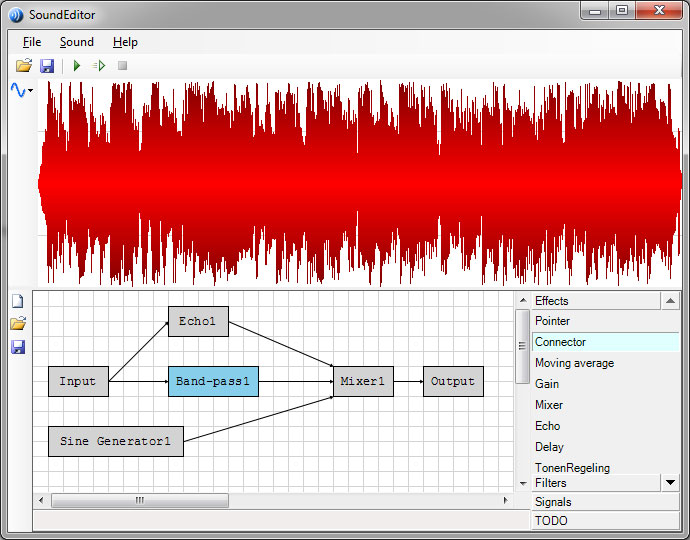 SoundEditor
File Sound Help
Effects
Pointer
Connector
Moving average
Gain
Mixer
Echo
Delay
TonenRegeling
Filters
Signals
TODO
Echo1
Input Band-pass1 Mixer1 Output
Sine Generator1